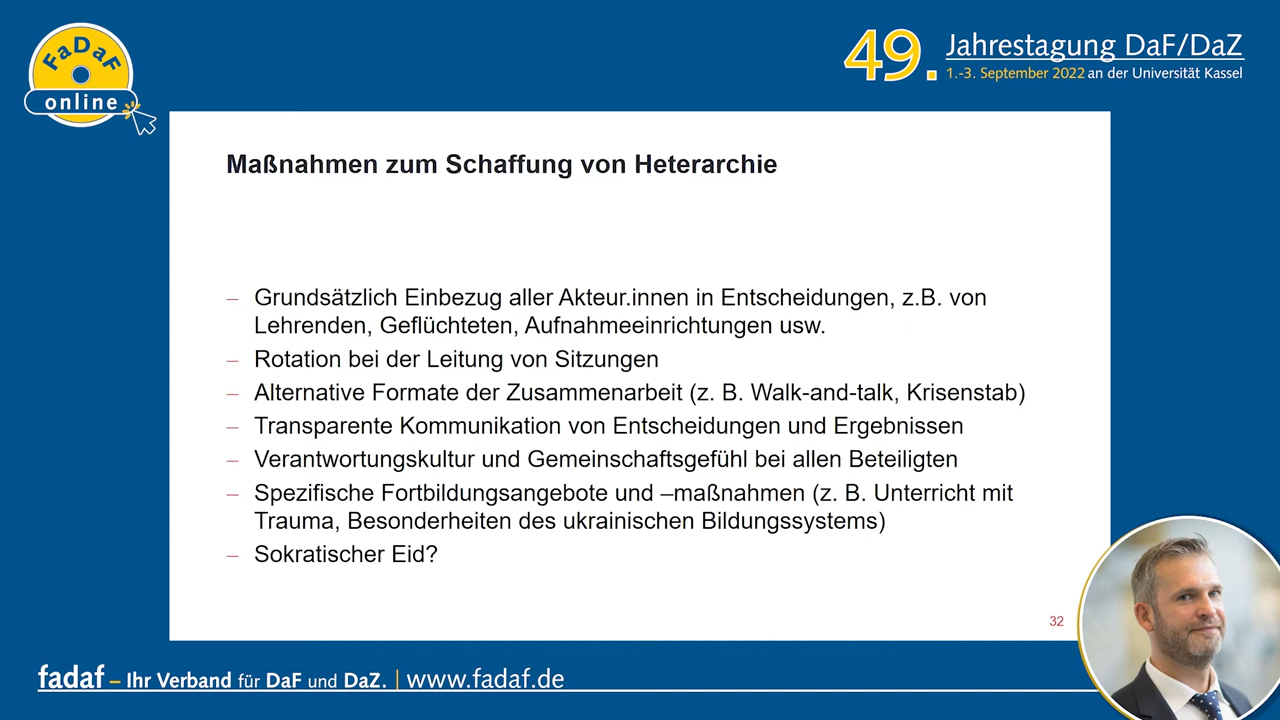 FaDaF
online
49. Jahrestagung DaF/DaZ
1.-3. September 2022 an der Universität Kassel
Maßnahmen zum Schaffung von Heterarchie
– Grundsätzlich Einbezug aller Akteur.innen in Entscheidungen, z.B. von
Lehrenden, Geflüchteten, Aufnahmeeinrichtungen usw.
– Rotation bei der Leitung von Sitzungen
– Alternative Formate der Zusammenarbeit (z. B. Walk-and-talk, Krisenstab)
– Transparente Kommunikation von Entscheidungen und Ergebnissen
– Verantwortungskultur und Gemeinschaftsgefühl bei allen Beteiligten
– Spezifische Fortbildungsangebote und –maßnahmen (z. B. Unterricht mit
Trauma, Besonderheiten des ukrainischen Bildungssystems)
– Sokratischer Eid?
32
fadaf – Ihr Verband für DaF und DaZ. | www.fadaf.de